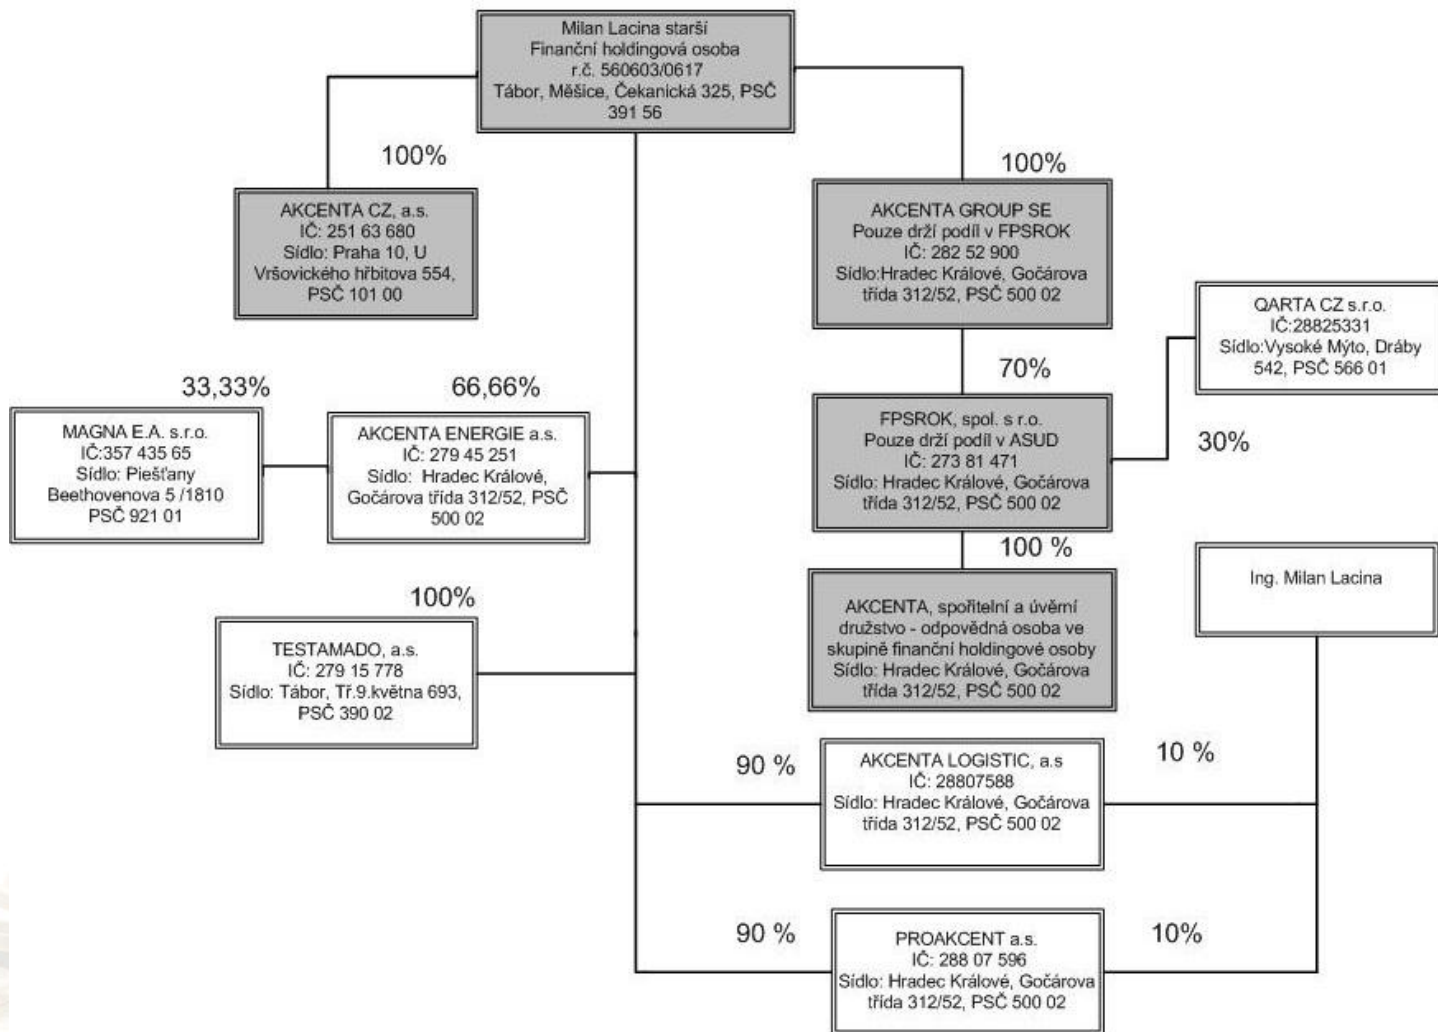 Milan Lacina starší
Finanční holdingová osoba
r.č. 560603/0617
Tábor, Měšice, Čekanická 325, PSČ
391 56
100%
100%
AKCENTA CZ, a.s.
IČ: 251 63 680
Sídlo: Praha 10, U
Vršovického hřbitova 554,
PSČ 101 00
AKCENTA GROUP SE
Pouze drží podíl v FPSROK
IČ: 282 52 900
Sídlo:Hradec Králové, Gočárova
třída 312/52, PSČ 500 02
QARTA CZ s.r.o.
IČ:28825331
Sídlo:Vysoké Mýto, Dráby
542, PSČ 566 01
33,33%
66,66%
70%
30%
MAGNA E.A. s.r.o.
IČ:357 435 65
Sídlo: Piešťany
Beethovenova 5 /1810
PSČ 921 01
AKCENTA ENERGIE a.s.
IČ: 279 45 251
Sídlo: Hradec Králové,
Gočárova třída 312/52, PSČ
500 02
FPSROK, spol. s r.o.
Pouze drží podíl v ASUD
IČ: 273 81 471
Sídlo: Hradec Králové, Gočárova
třída 312/52, PSČ 500 02
100 %
Ing. Milan Lacina
100%
TESTAMADO, a.s.
IČ: 279 15 778
Sídlo: Tábor, Tř.9.května 693,
PSČ 390 02
AKCENTA, spořitelní a úvěrní
družstvo - odpovědná osoba ve
skupině finanční holdingové osoby
Sídlo: Hradec Králové, Gočárova
třída 312/52, PSČ 500 02
90 %
AKCENTA LOGISTIC, a.s
IČ: 28807588
Sídlo: Hradec Králové, Gočárova
třída 312/52, PSČ 500 02
10 %
90 %
PROAKCENT a.s.
IČ: 288 07 596
Sídlo: Hradec Králové, Gočárova
třída 312/52, PSČ 500 02
10%